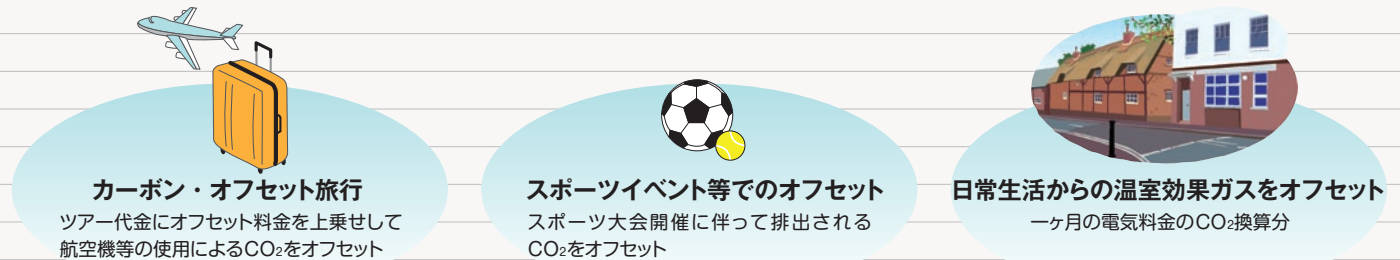 カーボン・オフセット旅行
ツアー代金にオフセット料金を上乗せして
航空機等の使用によるCO₂をオフセット
スポーツイベント等でのオフセット
スポーツ大会開催に伴って排出される
CO₂をオフセット
日常生活からの温室効果ガスをオフセット
一ヶ月の電気料金のCO₂換算分